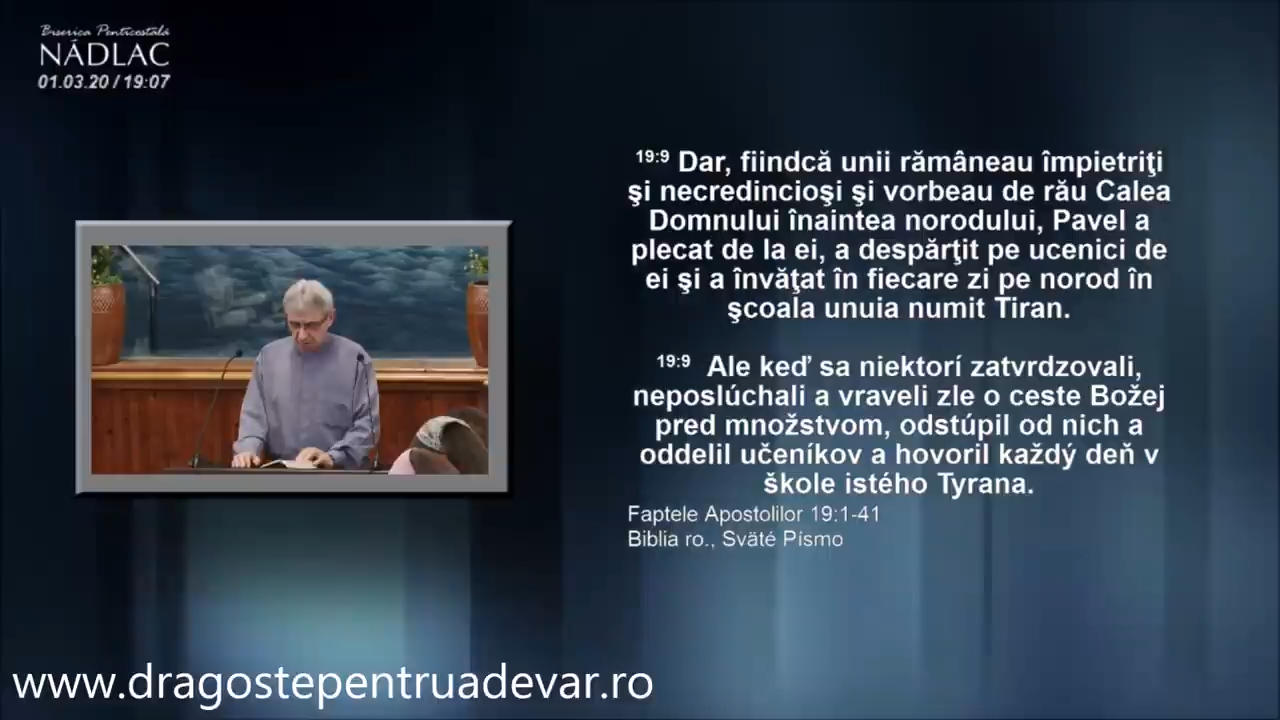 Biserica Penticostală
NĂDLAC
01.03.20 / 19:07
19:9 Dar, fiindcă unii rămâneau împietriţi
şi necredincioşi şi vorbeau de rău Calea
Domnului înaintea norodului, Pavel a
plecat de la ei, a despărţit pe ucenici de
ei şi a învăţat în fiecare zi pe norod în
şcoala unuia numit Tiran.
19:9 Ale keď sa niektorí zatvrdzovali,
neposlúchali a vraveli zle o ceste Božej
pred množstvom, odstúpil od nich a
oddelil učeníkov a hovoril každý deň v
škole istého Tyrana.
Faptele Apostolilor 19:1-41
Biblia ro., Sväté Písmo
www.dragostepentruadevar.ro